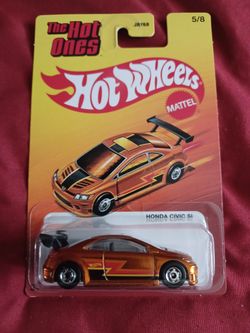 The
Hot
Ones
5/8
Hot Wheels
MATTEL
HONDA CIVIC Si